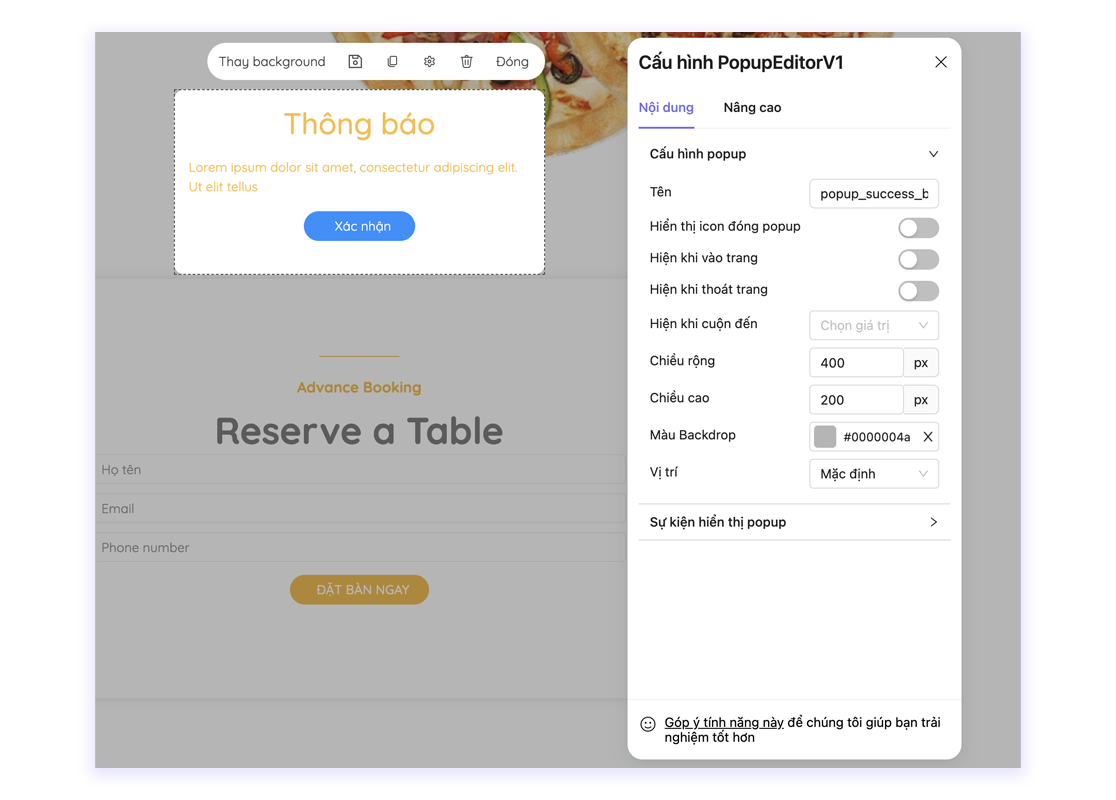 Thay background
Đóng
Thông báo
Lorem ipsum dolor sit amet, consectetur adipiscing elit.
Ut elit tellus
Xác nhận
Advance Booking
Reserve a Table
Họ tên
Email
Phone number
ĐẶT BÀN NGAY
Cấu hình PopupEditorV1
Nội dung
Nâng cao
Cấu hình popup
Tên
popup_success_b
Hiển thị icon đóng popup
Hiện khi vào trang
Hiện khi thoát trang
Hiện khi cuộn đến
Chọn giá trị
Chiều rộng
400
px
Chiều cao
200
px
Màu Backdrop
#0000004a
Vị trí
Mặc định
Sự kiện hiển thị popup
Góp ý tính năng này để chúng tôi giúp bạn trải
nghiệm tốt hơn